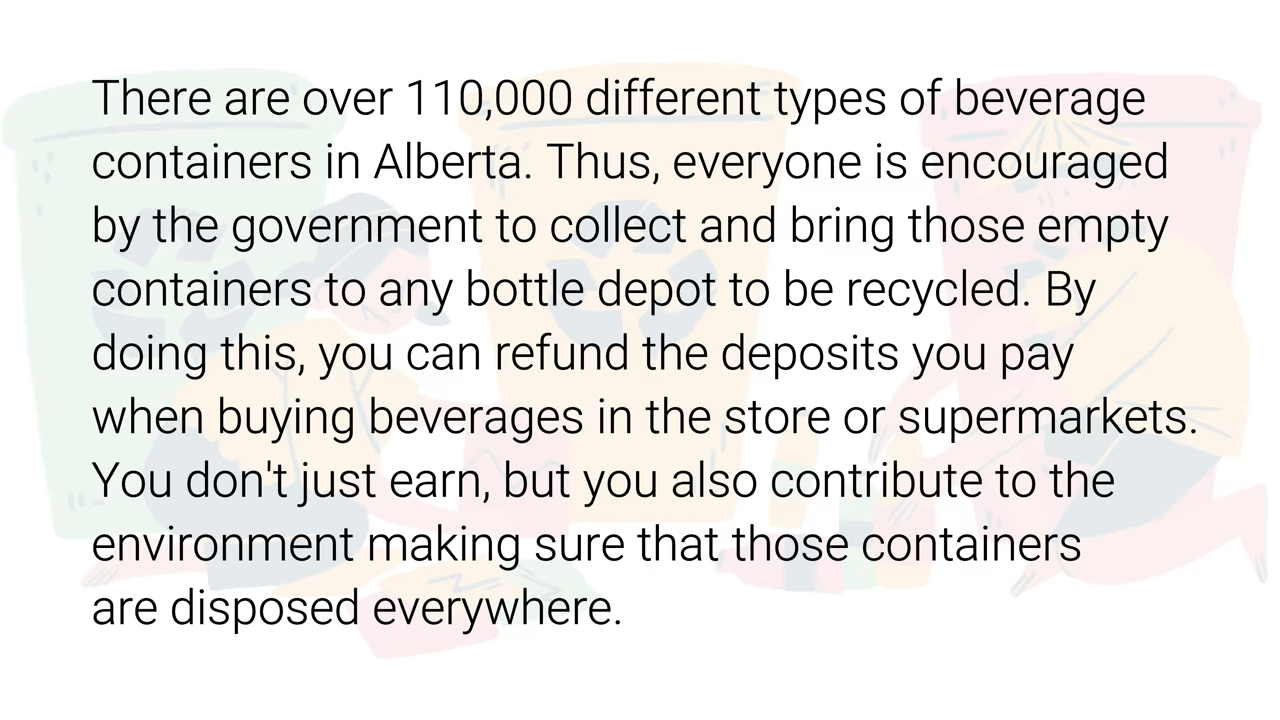 There are over 110,000 different types of beverage
containers in Alberta. Thus, everyone is encouraged
by the government to collect and bring those empty
containers to any bottle depot to be recycled. By
doing this, you can refund the deposits you pay
when buying beverages in the store or supermarkets.
You don't just earn, but you also contribute to the
environment making sure that those containers
are disposed everywhere.